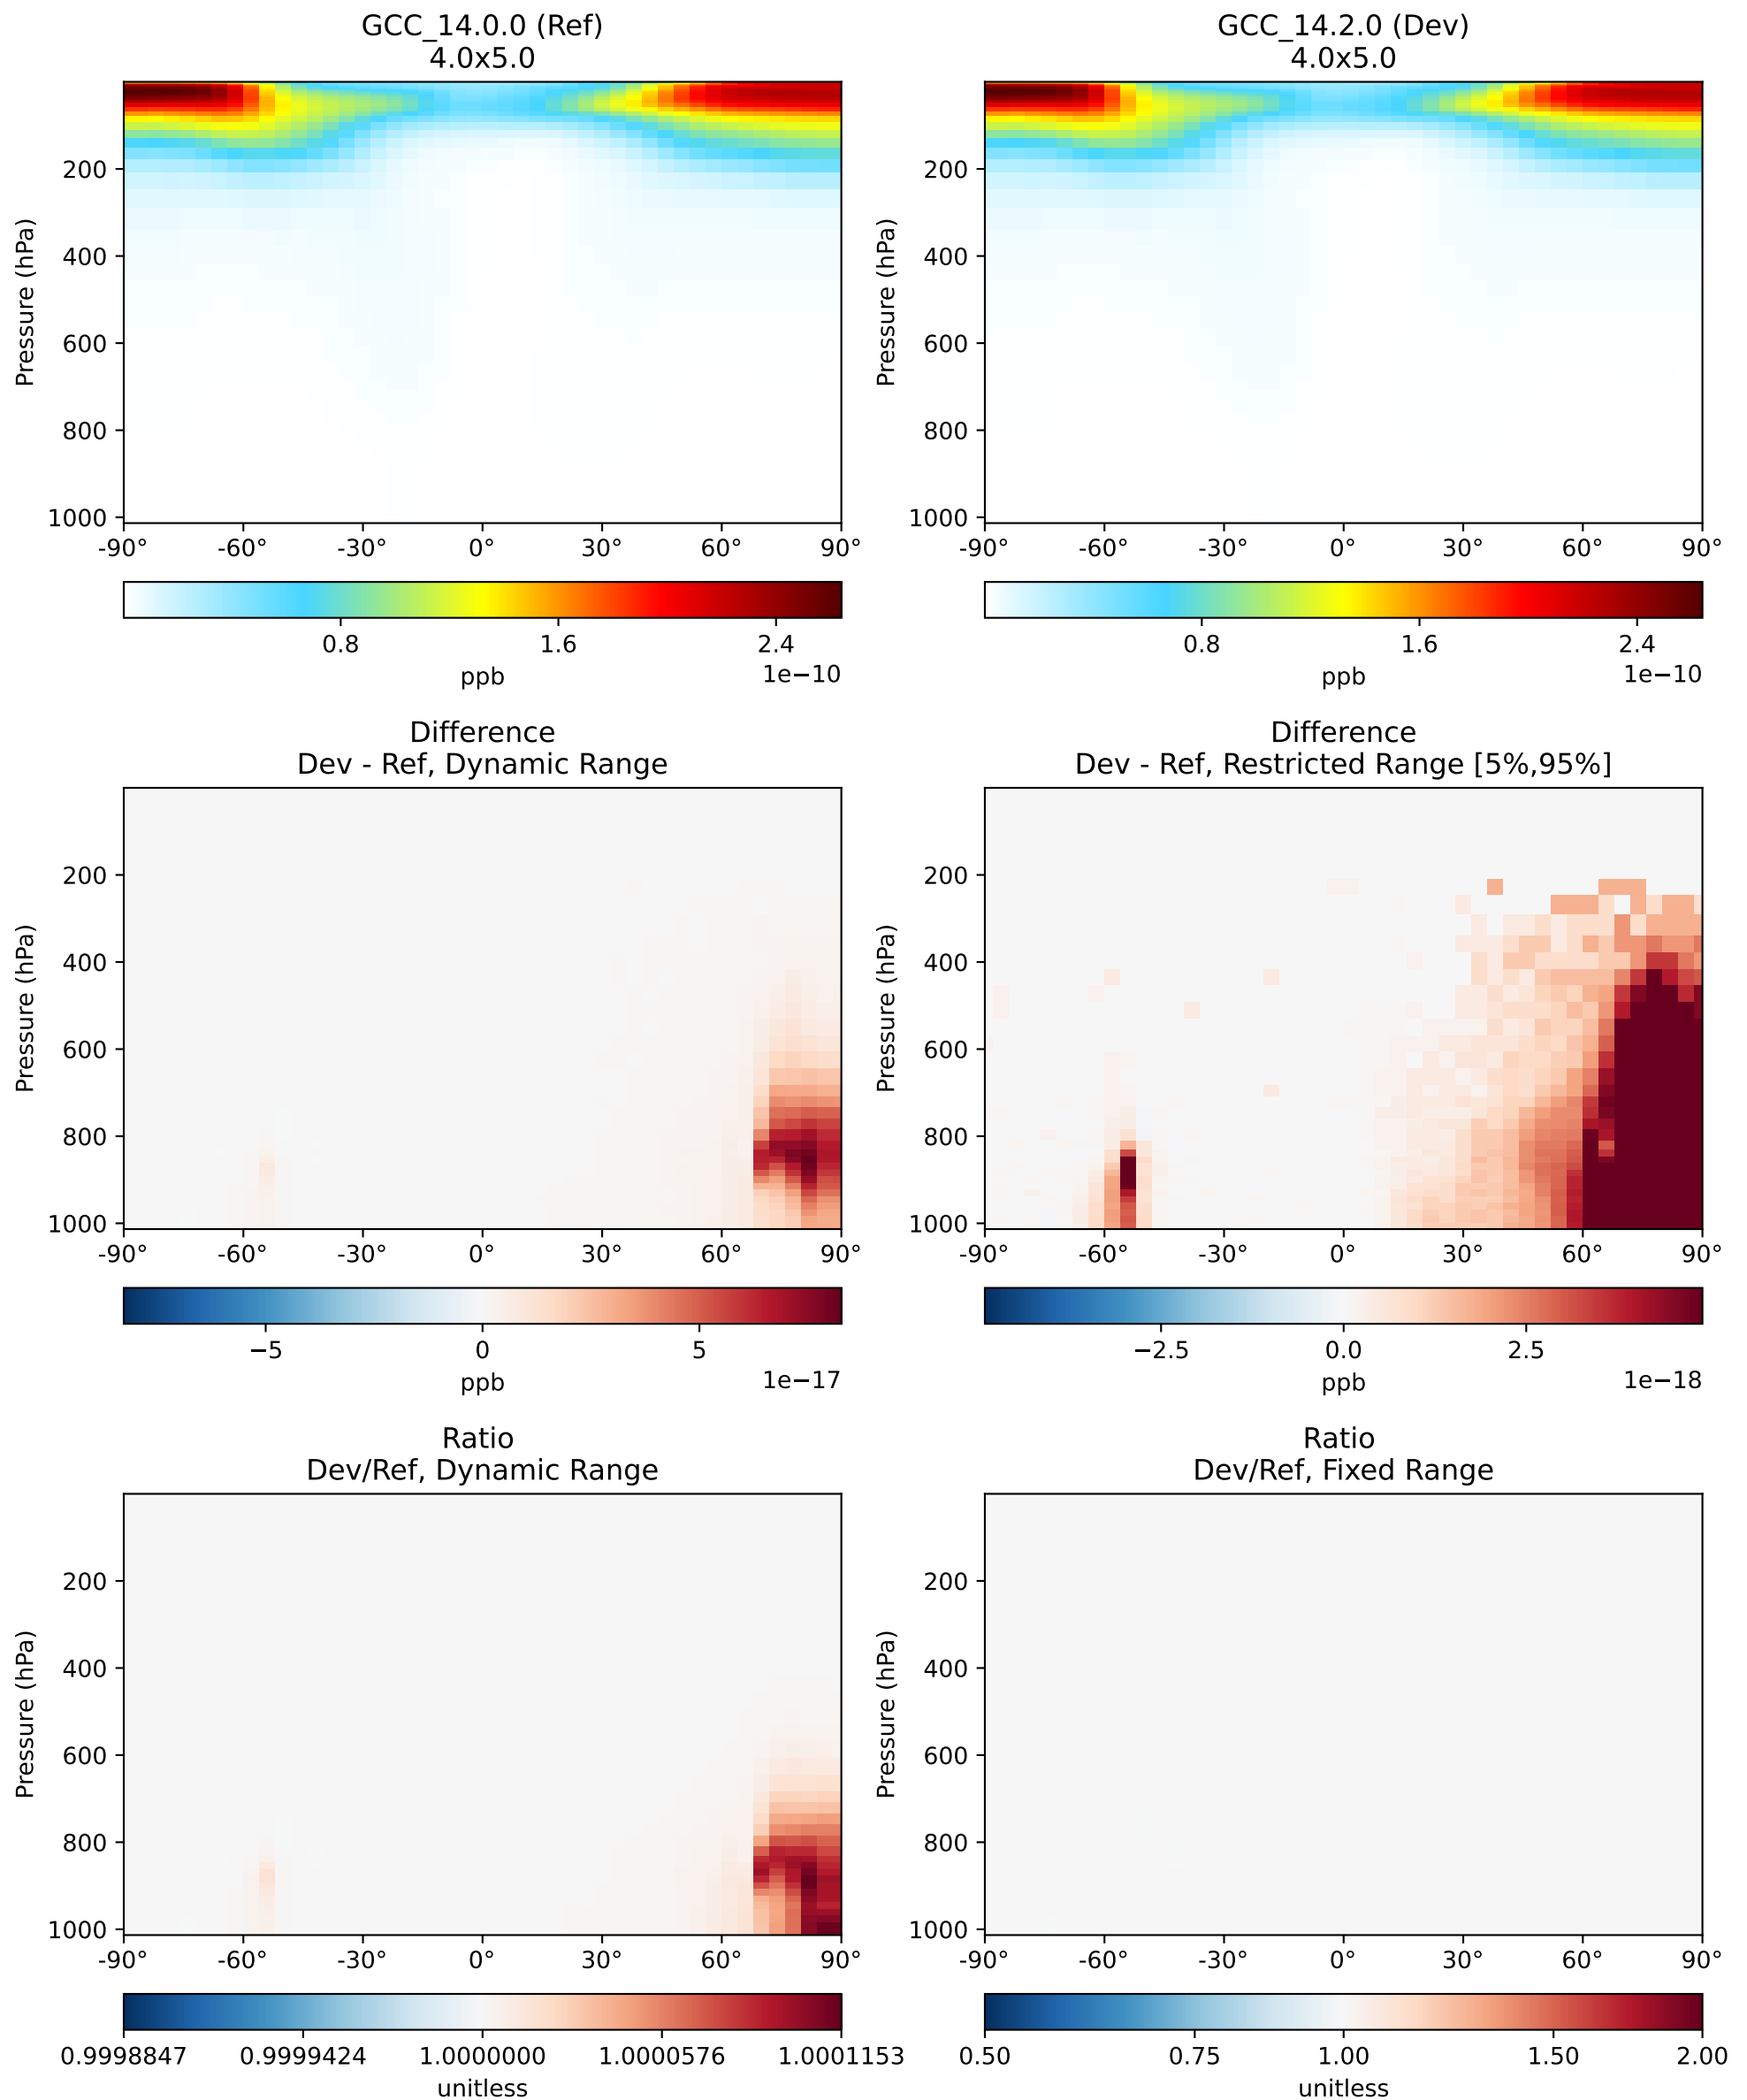 GCC_14.0.0 (Ref)
4.0x5.0
Pressure (hPa)
200
400
600
800
1000
-90° -60° -30° 0° 30° 60° 90°
0.8 1.6 2.4
ppb 1e−10
GCC_14.2.0 (Dev)
4.0x5.0
Pressure (hPa)
200
400
600
800
1000
-90° -60° -30° 0° 30° 60° 90°
0.8 1.6 2.4
ppb 1e−10
Difference
Dev - Ref, Dynamic Range
Pressure (hPa)
200
400
600
800
1000
-90° -60° -30° 0° 30° 60° 90°
−5 0 5
ppb 1e−17
Difference
Dev - Ref, Restricted Range [5%,95%]
Pressure (hPa)
200
400
600
800
1000
-90° -60° -30° 0° 30° 60° 90°
−2.5 0.0 2.5
ppb 1e−18
Ratio
Dev/Ref, Dynamic Range
Pressure (hPa)
200
400
600
800
1000
-90° -60° -30° 0° 30° 60° 90°
0.9998847 0.9999424 1.0000000 1.0000576 1.0001153
unitless
Ratio
Dev/Ref, Fixed Range
Pressure (hPa)
200
400
600
800
1000
-90° -60° -30° 0° 30° 60° 90°
0.50 0.75 1.00 1.50 2.00
unitless